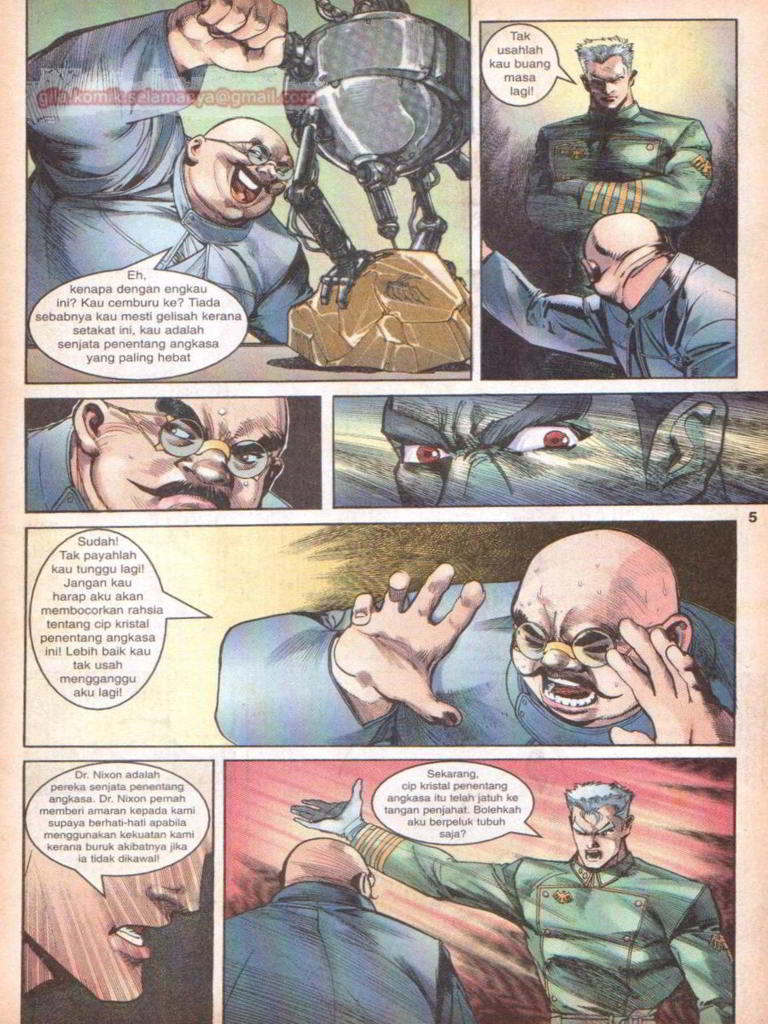 gila.komik.selamanya@gmail.com
Eh,
kenapa dengan engkau
ini? Kau cemburu ke? Tiada
sebabnya kau mesti gelisah kerana
setakat ini, kau adalah
senjata penentang angkasa
yang paling hebat
Tak
usahlah
kau buang
masa
lagi!
5
Sudah!
Tak payahlah
kau tunggu lagi!
Jangan kau
harap aku akan
membocorkan rahsia
tentang cip kristal
penentang angkasa
ini! Lebih baik kau
tak usah
mengganggu
aku lagi!
Dr. Nixon adalah
pereka senjata penentang
angkasa. Dr. Nixon pernah
memberi amaran kepada kami
supaya berhati-hati apabila
menggunakan kekuatan kami
kerana buruk akibatnya jika
ia tidak dikawal!
Sekarang,
cip kristal penentang
angkasa itu telah jatuh ke
tangan penjahat. Bolehkah
aku berpeluk tubuh
saja?